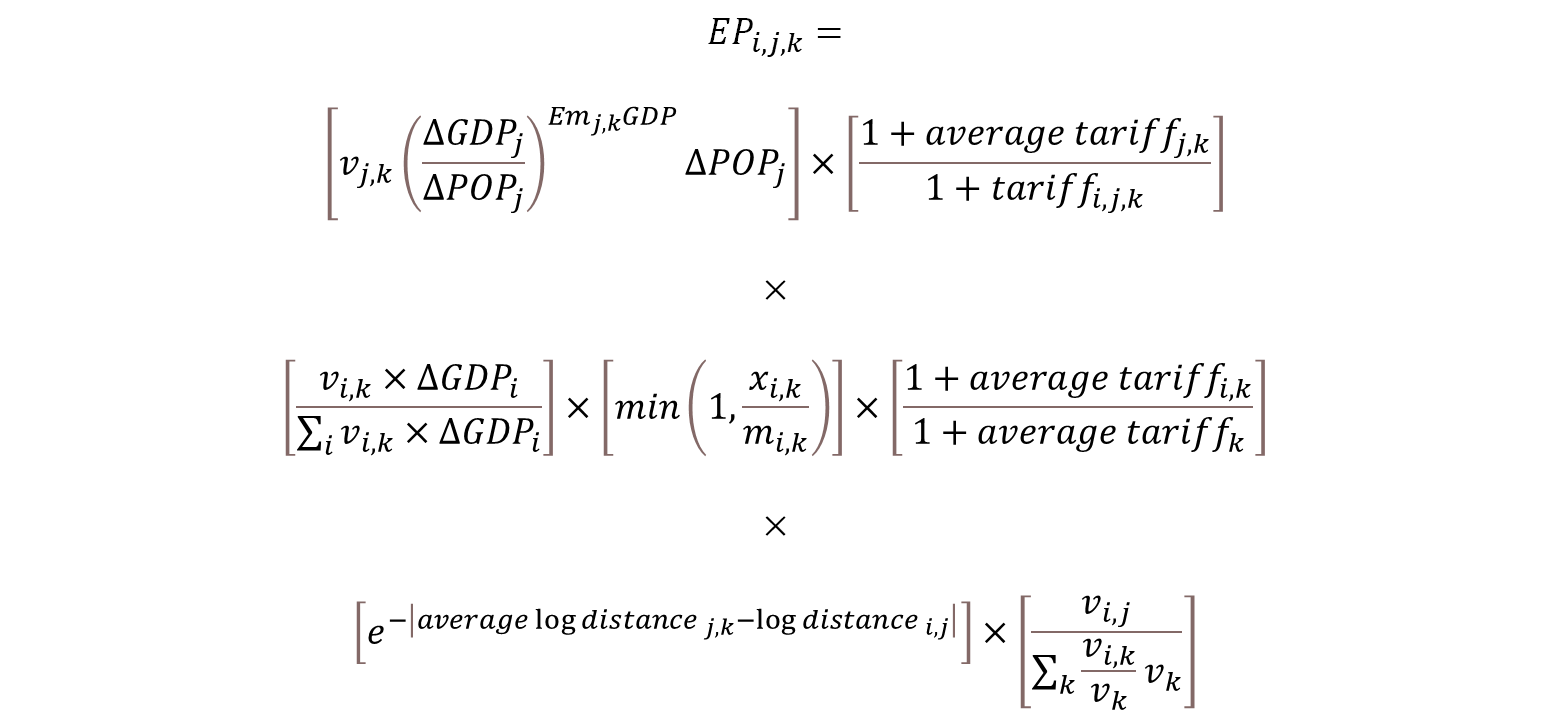 EP_{i,j,k} =
[v_{j,k} (ΔGDP_j / ΔPOP_j)^{Em_{j,k}GDP} ΔPOP_j] × [(1 + average tariff_{j,k}) / (1 + tariff_{i,j,k})]
×
[(v_{i,k} × ΔGDP_i) / (∑_i v_{i,k} × ΔGDP_i)] × [min(1, x_{i,k} / m_{i,k})] × [(1 + average tariff_{i,k}) / (1 + average tariff_k)]
×
[e^{−|average log distance_{j,k}−log distance_{i,j}|}] × [v_{i,j} / (∑_k (v_{i,k} / v_k) v_k)]